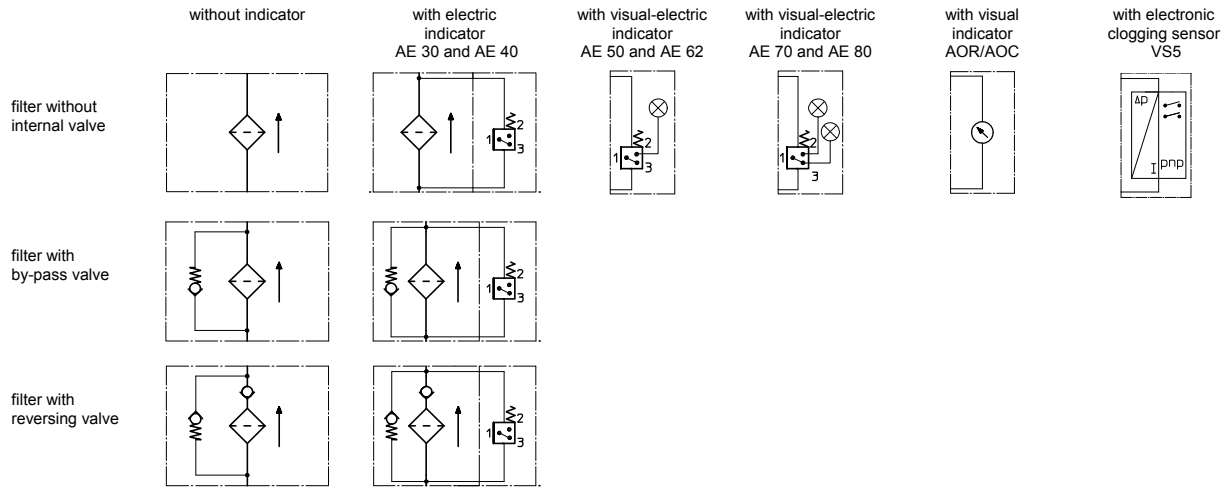 without indicator
with electric
indicator
AE 30 and AE 40
with visual-electric
indicator
AE 50 and AE 62
with visual-electric
indicator
AE 70 and AE 80
with visual
indicator
AOR/AOC
with electronic
clogging sensor
VS5
filter without
internal valve
1 2
3
1 2
3
1 2
3
Δp
I pnp
filter with
by-pass valve
1 2
3
filter with
reversing valve
1 2
3